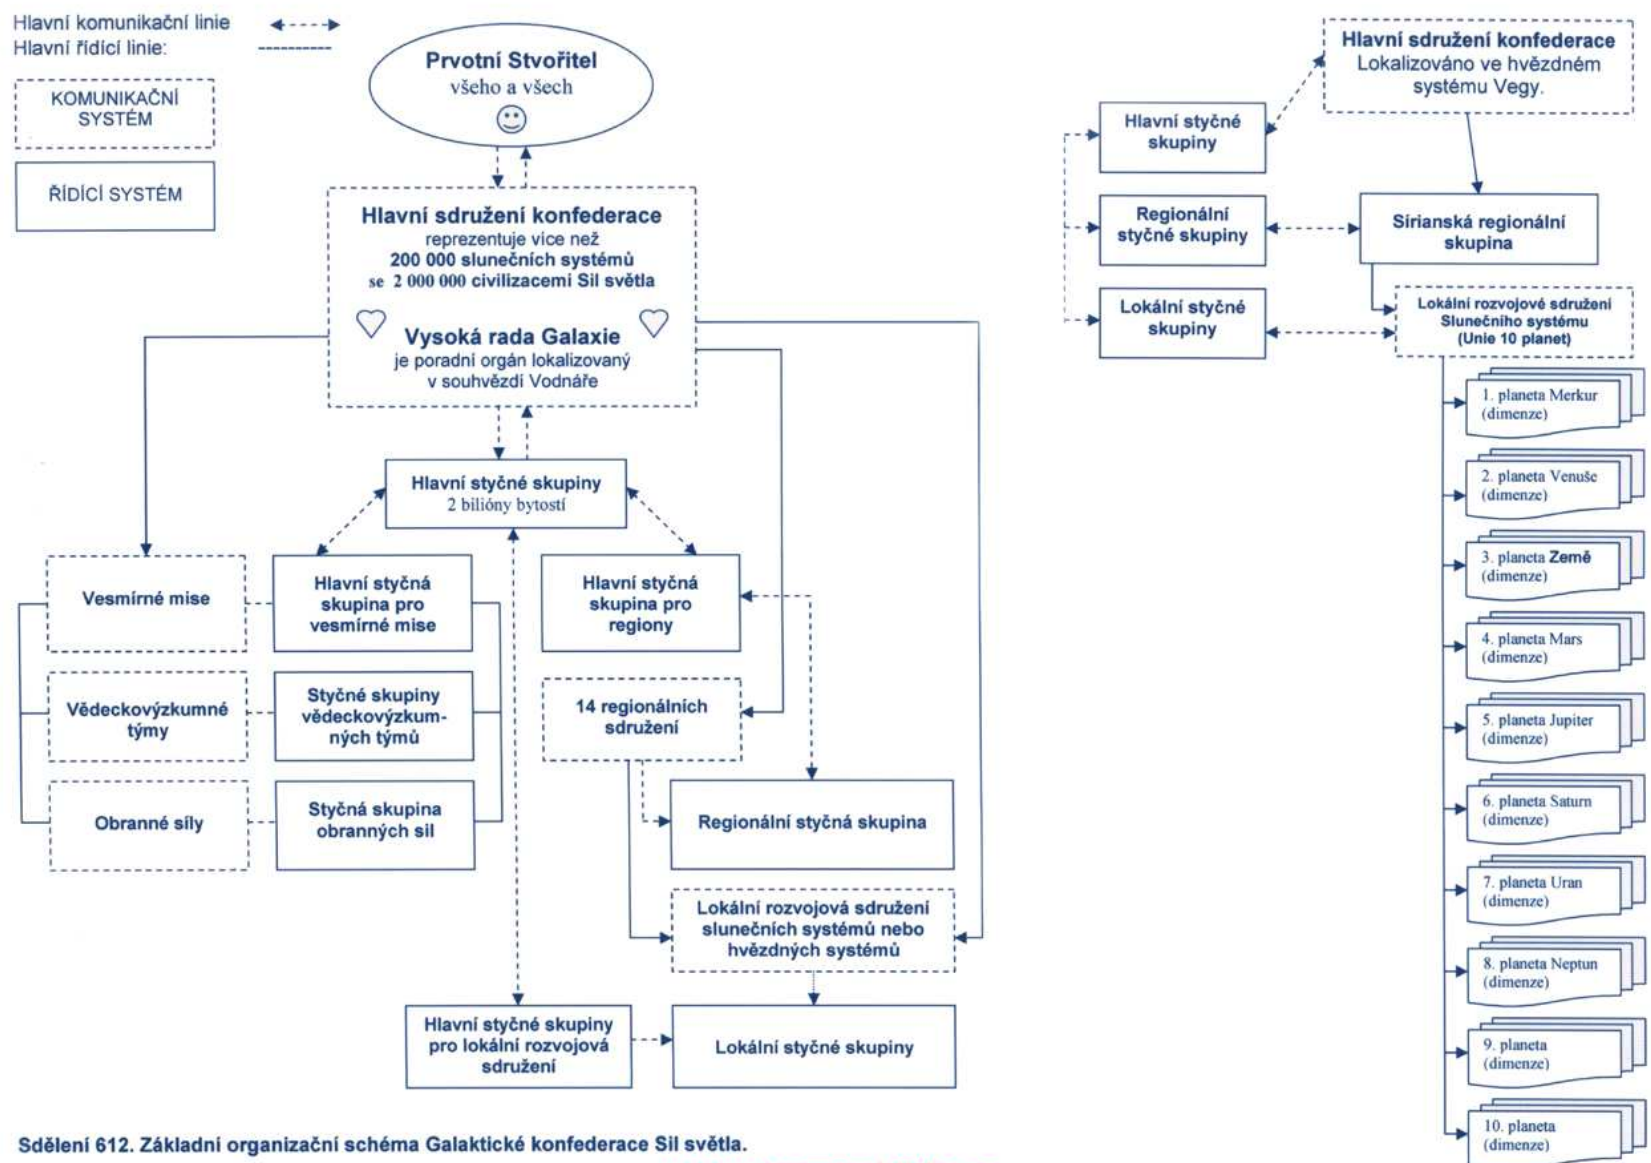 Hlavní komunikační linie
Hlavní řídící linie:
KOMUNIKAČNÍ
SYSTÉM
ŘÍDÍCÍ SYSTÉM
Prvotní Stvořitel
všeho a všech
Hlavní sdružení konfederace
reprezentuje více než
200 000 slunečních systémů
se 2 000 000 civilizacemi Sil světla
Vysoká rada Galaxie
je poradní orgán lokalizovaný
v souhvězdí Vodnáře
Hlavní styčné skupiny
2 bilióny bytostí
Vesmírné mise
Hlavní styčná
skupina pro
vesmírné mise
Hlavní styčná
skupina pro
regiony
Vědeckovýzkumné
týmy
Styčné skupiny
vědeckovýzkum-
ných týmů
14 regionálních
sdružení
Obranné síly
Styčná skupina
obranných sil
Regionální styčná skupina
Lokální rozvojová sdružení
slunečních systémů nebo
hvězdných systémů
Hlavní styčné skupiny
pro lokální rozvojová
sdružení
Lokální styčné skupiny
Hlavní sdružení konfederace
Lokalizováno ve hvězdném
systému Vegy.
Hlavní styčné
skupiny
Regionální
styčné skupiny
Sírianská regionální
skupina
Lokální styčné
skupiny
Lokální rozvojové sdružení
Slunečního systému
(Unie 10 planet)
1. planeta Merkur
(dimenze)
2. planeta Venuše
(dimenze)
3. planeta Země
(dimenze)
4. planeta Mars
(dimenze)
5. planeta Jupiter
(dimenze)
6. planeta Saturn
(dimenze)
7. planeta Uran
(dimenze)
8. planeta Neptun
(dimenze)
9. planeta
(dimenze)
10. planeta
(dimenze)
Sdělení 612. Základní organizační schéma Galaktické konfederace Sil světla.